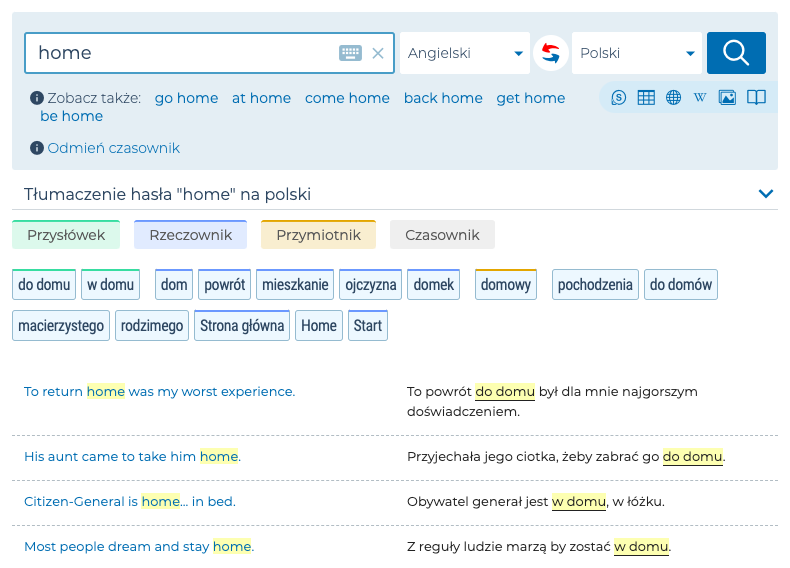 home
Angielski
Polski
Zobacz także: go home at home come home back home get home
be home
Odmień czasownik
Tłumaczenie hasła "home" na polski
Przysłówek Rzeczownik Przymiotnik Czasownik
do domu w domu dom powrót mieszkanie ojczyzna domek domowy pochodzenia do domów
macierzystego rodzimego Strona główna Home Start
To return home was my worst experience.
To powrót do domu był dla mnie najgorszym
doświadczeniem.
His aunt came to take him home.
Przyjechała jego ciotka, żeby zabrać go do domu.
Citizen-General is home... in bed.
Obywatel generał jest w domu, w łóżku.
Most people dream and stay home.
Z reguły ludzie marzą by zostać w domu.